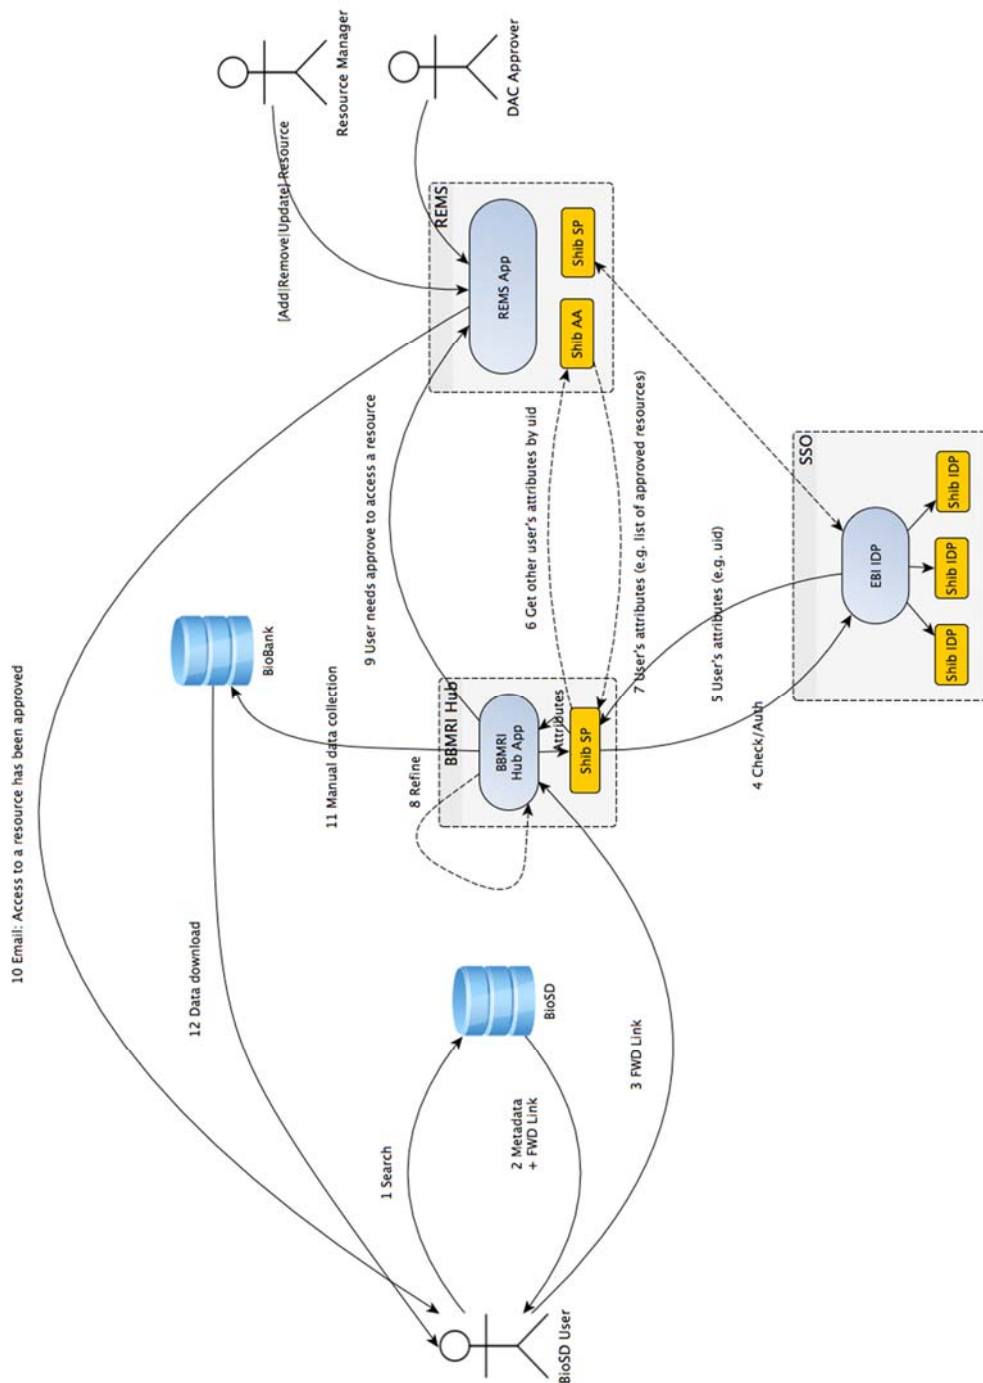 10 Email: Access to a resource has been approved
12 Data download
BioBank
11 Manual data collection
9 User needs approve to access a resource
[Add|Remove|Update] Resource
Resource Manager
DAC Approver
1 Search
BioSD
2 Metadata
+ FWD Link
3 FWD Link
BioSD User
8 Refine
BBMRI Hub
BBMRI
Hub App
Attributes
Shib SP
REMS
REMS App
Shib AA
Shib SP
6 Get other user's attributes by uid
7 User's attributes (e.g. list of approved resources)
5 User's attributes (e.g. uid)
4 Check/Auth
SSO
EBI IDP
Shib IDP
Shib IDP
Shib IDP